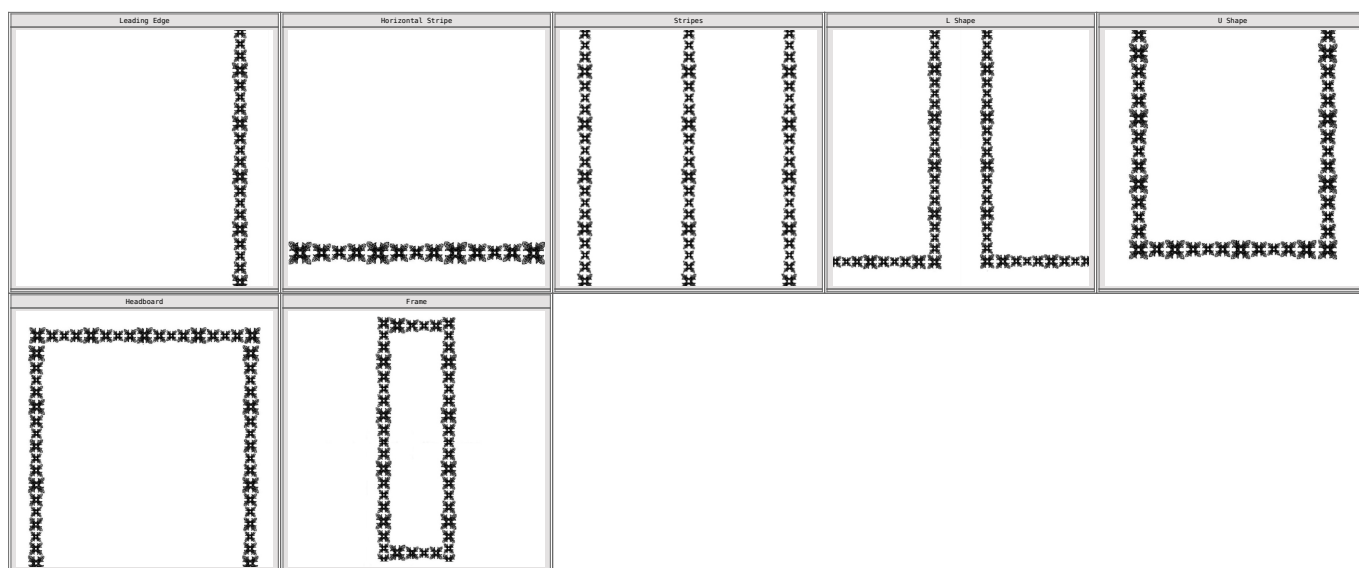 Leading Edge
Horizontal Stripe
Stripes
L Shape
U Shape
Headboard
Frame